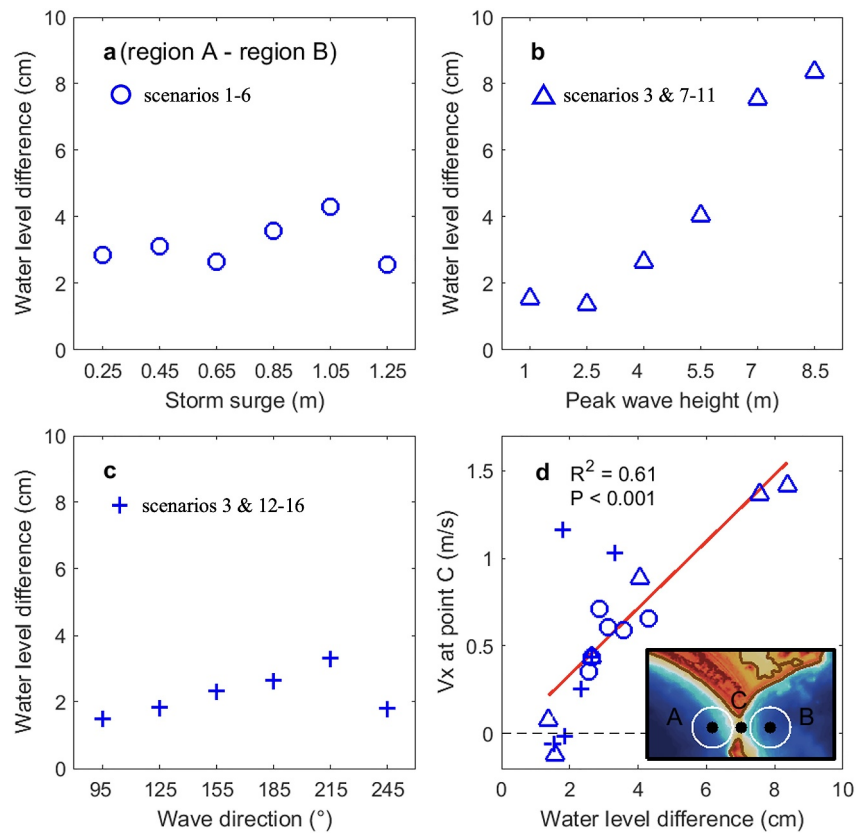 a (region A - region B)
scenarios 1-6
Water level difference (cm)
10
8
6
4
2
0
0.25 0.45 0.65 0.85 1.05 1.25
Storm surge (m)
b
scenarios 3 & 7-11
Water level difference (cm)
10
8
6
4
2
0
1 2.5 4 5.5 7 8.5
Peak wave height (m)
c
scenarios 3 & 12-16
Water level difference (cm)
10
8
6
4
2
0
95 125 155 185 215 245
Wave direction (°)
d
R² = 0.61
P < 0.001
Vx at point C (m/s)
1.5
1
0.5
0
A C B
0 2 4 6 8 10
Water level difference (cm)